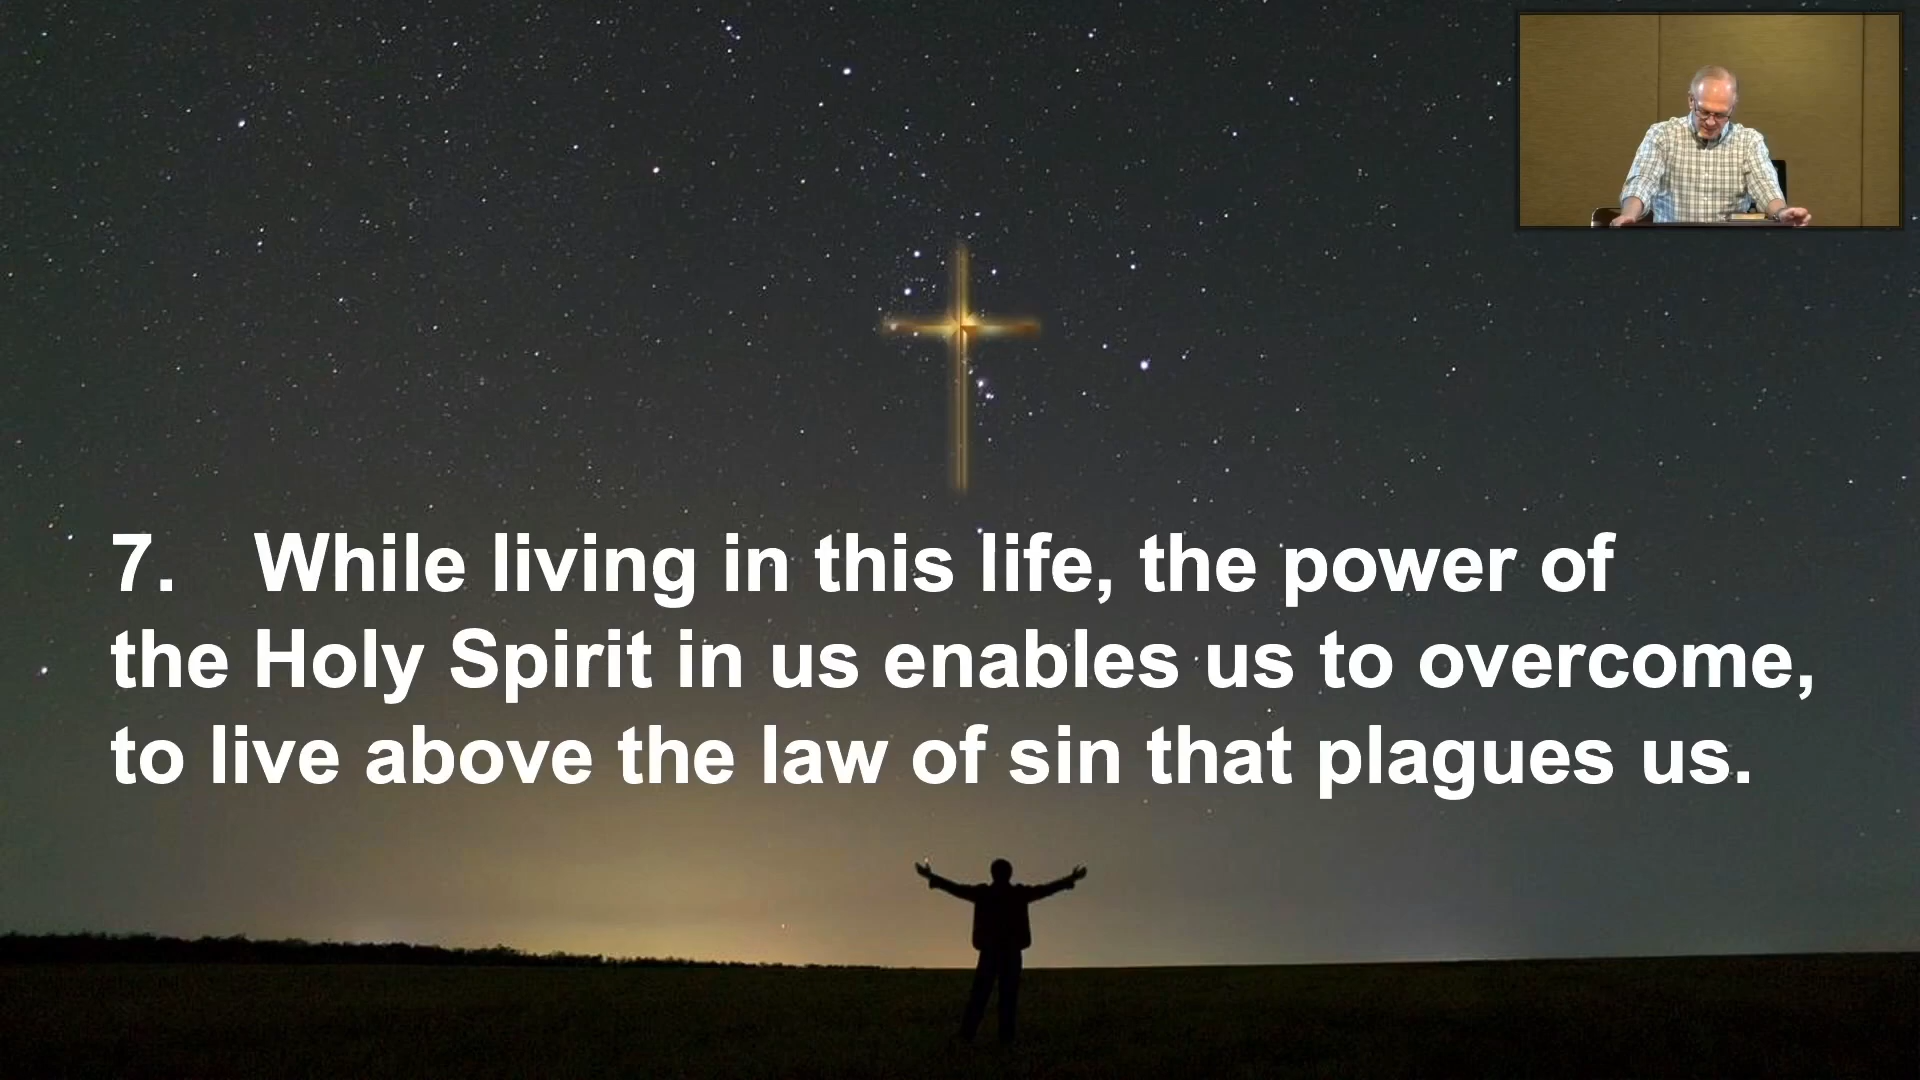 7. While living in this life, the power of
the Holy Spirit in us enables us to overcome,
to live above the law of sin that plagues us.